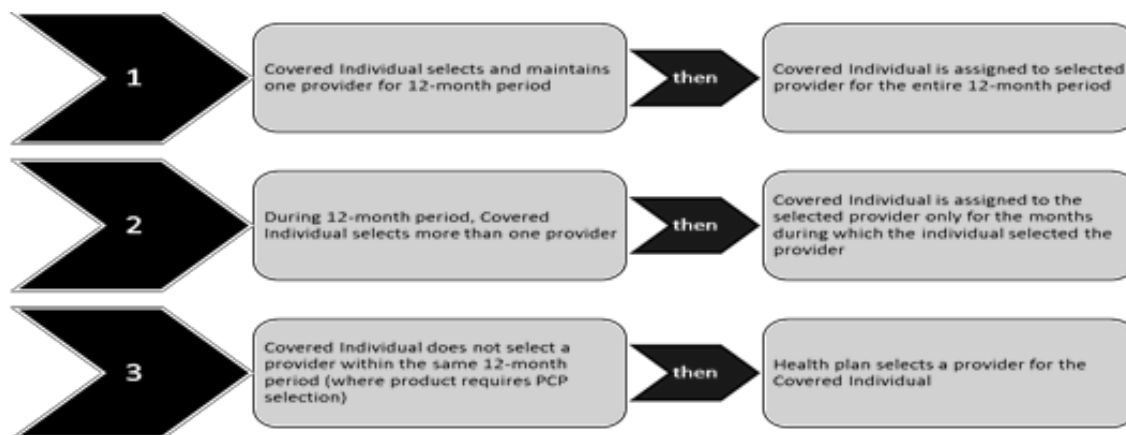 1
Covered Individual selects and maintains
one provider for 12-month period
then
Covered Individual is assigned to selected
provider for the entire 12-month period
2
During 12-month period, Covered
Individual selects more than one provider
then
Covered Individual is assigned to the
selected provider only for the months
during which the individual selected the
provider
3
Covered Individual does not select a
provider within the same 12-month
period (where product requires PCP
selection)
then
Health plan selects a provider for the
Covered Individual